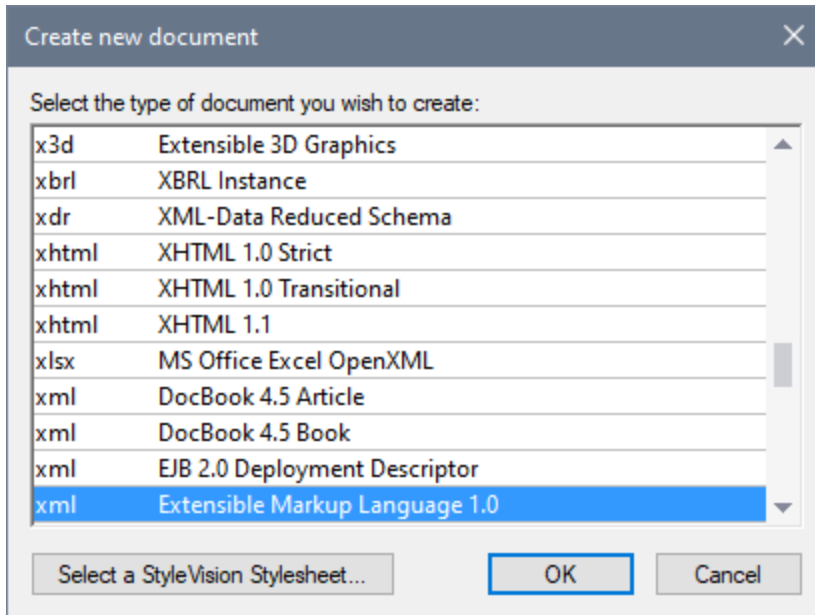 Create new document
Select the type of document you wish to create:
x3d Extensible 3D Graphics
xbrl XBRL Instance
xdr XML-Data Reduced Schema
xhtml XHTML 1.0 Strict
xhtml XHTML 1.0 Transitional
xhtml XHTML 1.1
xlsx MS Office Excel OpenXML
xml DocBook 4.5 Article
xml DocBook 4.5 Book
xml EJB 2.0 Deployment Descriptor
xml Extensible Markup Language 1.0
Select a StyleVision Stylesheet... OK Cancel